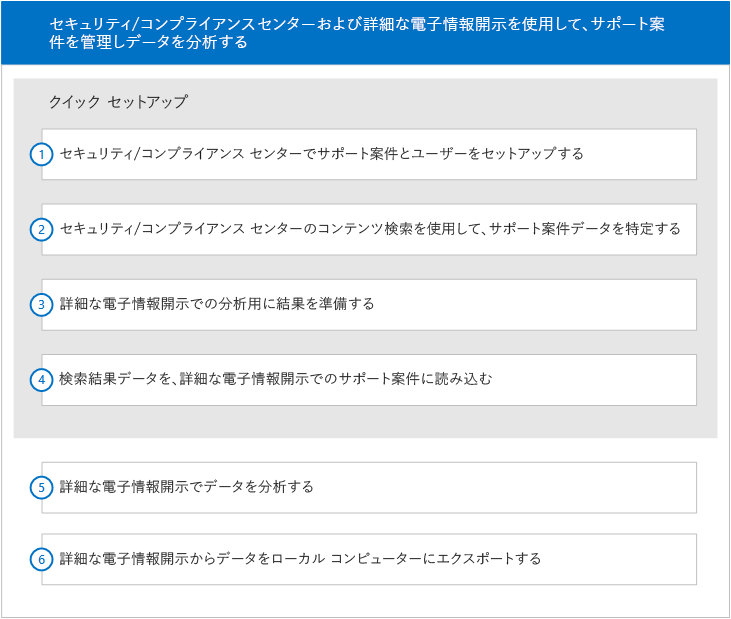 セキュリティ/コンプライアンスセンターおよび詳細な電子情報開示を使用して、サポート案
件を管理しデータを分析する
クイック セットアップ
1 セキュリティ/コンプライアンス センターでサポート案件とユーザーをセットアップする
2 セキュリティ/コンプライアンス センターのコンテンツ検索を使用して、サポート案件データを特定する
3 詳細な電子情報開示での分析用に結果を準備する
4 検索結果データを、詳細な電子情報開示でのサポート案件に読み込む
5 詳細な電子情報開示でデータを分析する
6 詳細な電子情報開示からデータをローカル コンピューターにエクスポートする